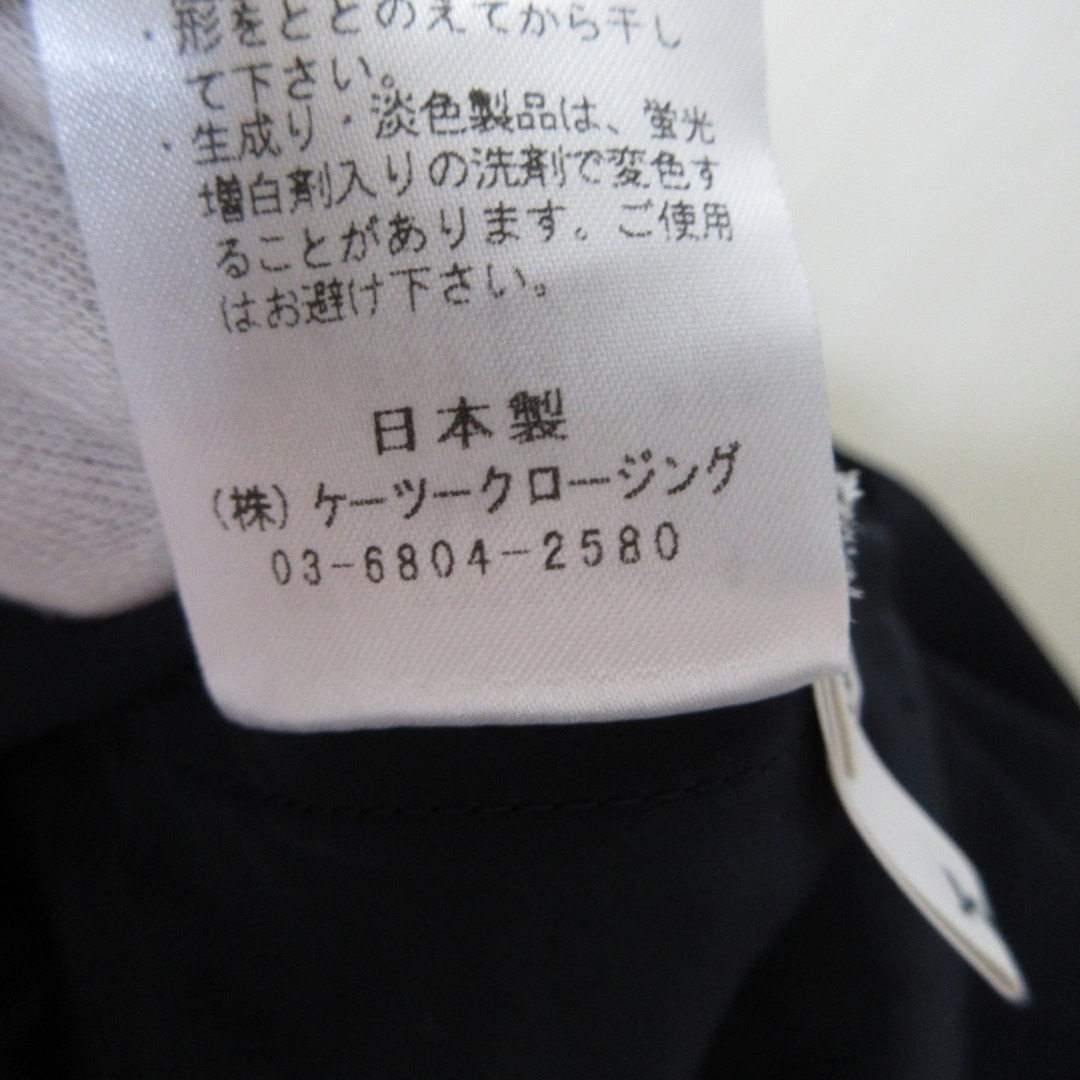 ・形をととのえてから干し
て下さい。
・生成り・淡色製品は、蛍光
増白剤入りの洗剤で変色す
ることがあります。ご使用
はお避け下さい。
日本製
(株)ケーツークロージング
03-6804-2580